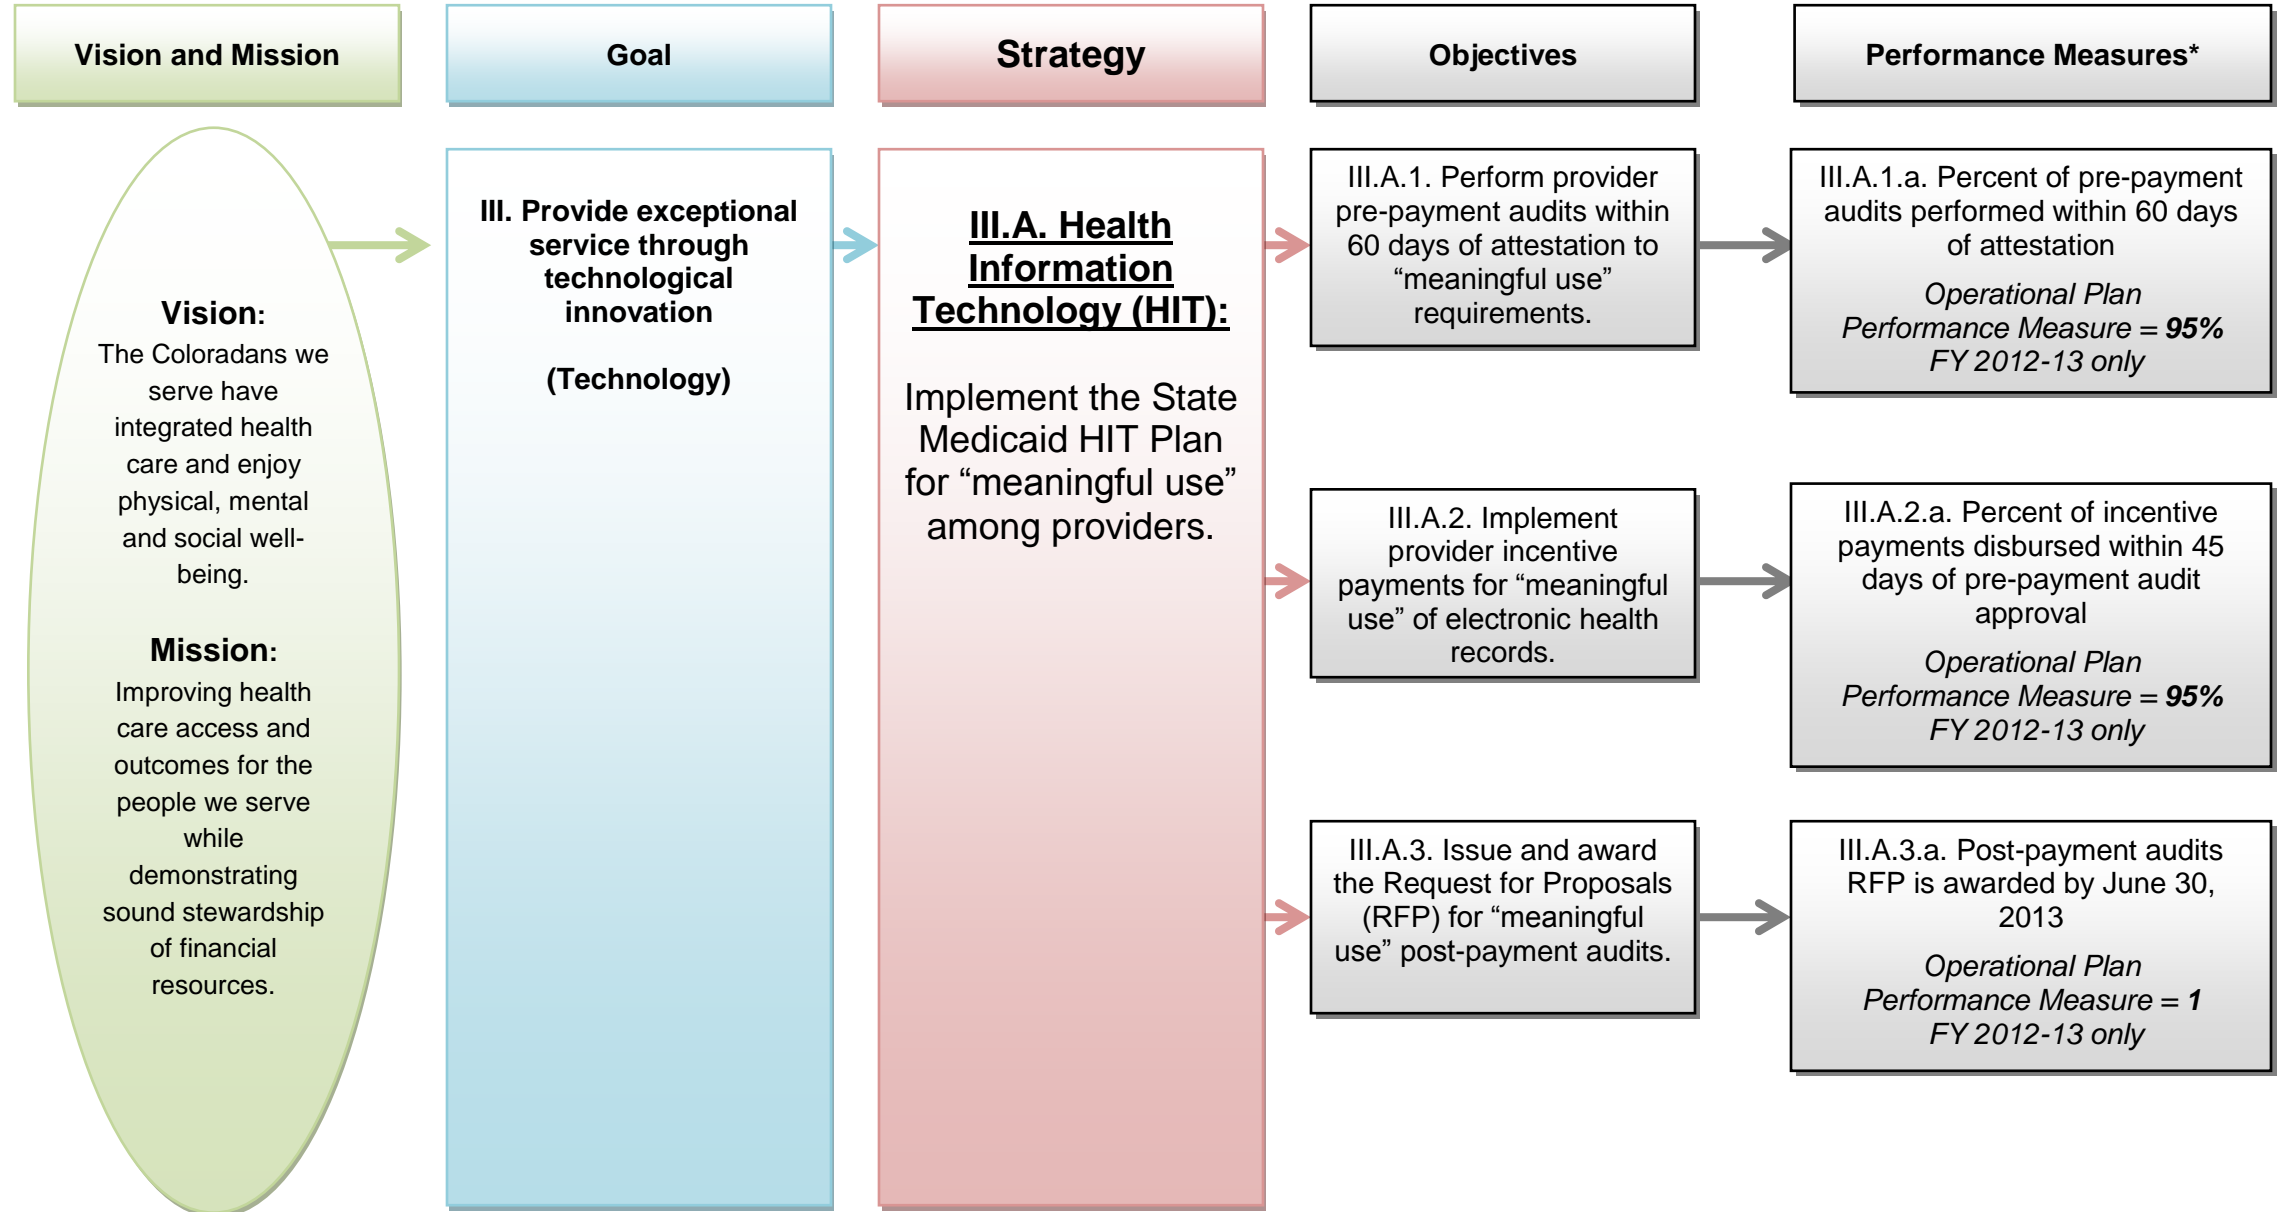 Vision and Mission
Goal
Strategy
Objectives
Performance Measures*
Vision:
The Coloradans we
serve have
integrated health
care and enjoy
physical, mental
and social well-
being.
Mission:
Improving health
care access and
outcomes for the
people we serve
while
demonstrating
sound stewardship
of financial
resources.
III. Provide exceptional
service through
technological
innovation
(Technology)
III.A. Health
Information
Technology (HIT):
Implement the State
Medicaid HIT Plan
for “meaningful use”
among providers.
III.A.1. Perform provider
pre-payment audits within
60 days of attestation to
“meaningful use”
requirements.
III.A.1.a. Percent of pre-payment
audits performed within 60 days
of attestation
Operational Plan
Performance Measure = 95%
FY 2012-13 only
III.A.2. Implement
provider incentive
payments for “meaningful
use” of electronic health
records.
III.A.2.a. Percent of incentive
payments disbursed within 45
days of pre-payment audit
approval
Operational Plan
Performance Measure = 95%
FY 2012-13 only
III.A.3. Issue and award
the Request for Proposals
(RFP) for “meaningful
use” post-payment audits.
III.A.3.a. Post-payment audits
RFP is awarded by June 30,
2013
Operational Plan
Performance Measure = 1
FY 2012-13 only